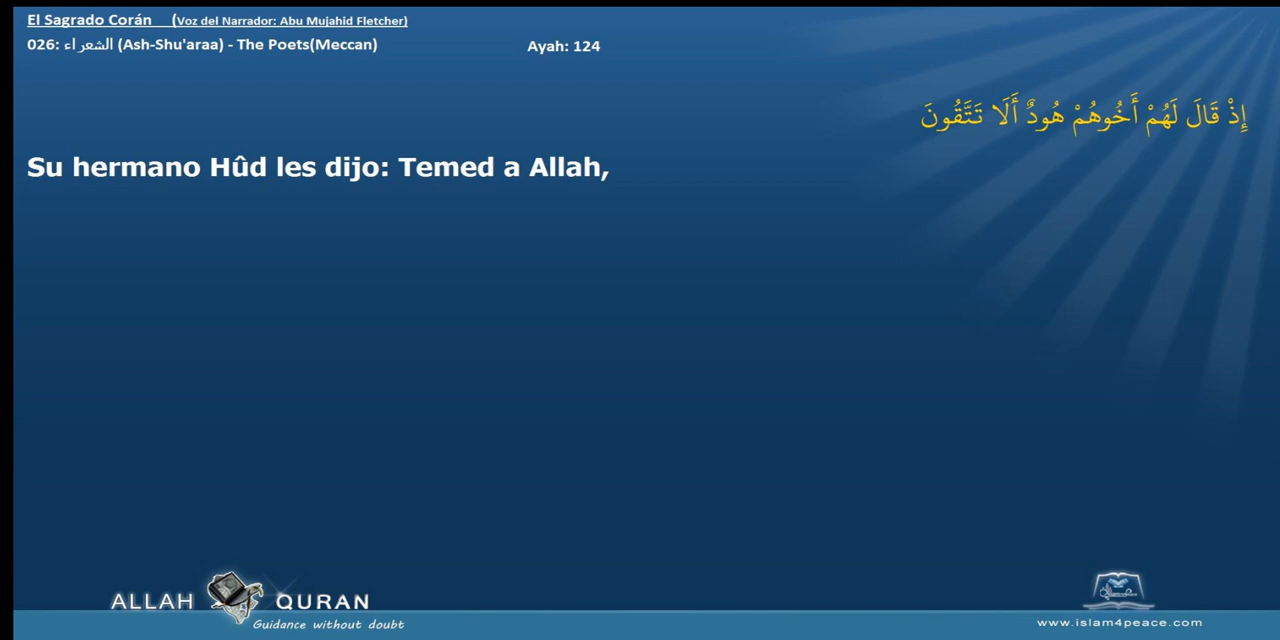 El Sagrado Corán (Voz del Narrador: Abu Mujahid Fletcher)
026: الشعراء (Ash-Shu'araa) - The Poets(Meccan) Ayah: 124
إِذْ قَالَ لَهُمْ أَخُوهُمْ هُودٌ أَلَا تَتَّقُونَ
Su hermano Hûd les dijo: Temed a Allah,
ALLAH QURAN
Guidance without doubt
www.islam4peace.com